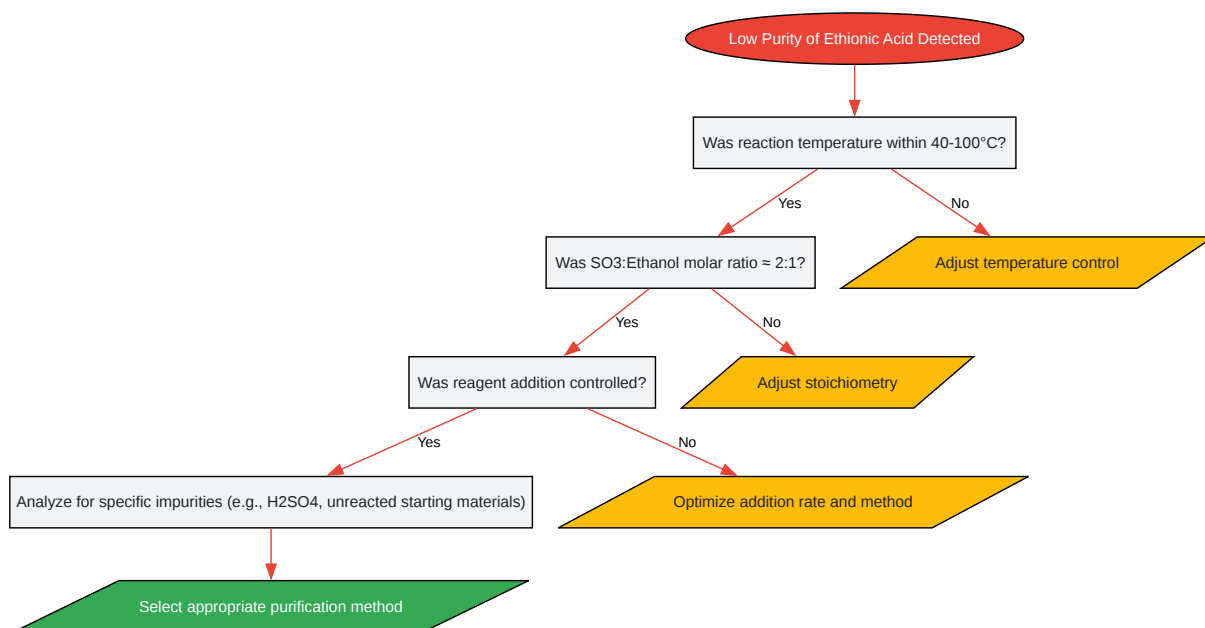 Low Purity of Ethionic Acid Detected
Was reaction temperature within 40-100°C?
Yes
No
Was SO3:Ethanol molar ratio ≈ 2:1?
Adjust temperature control
Yes
No
Was reagent addition controlled?
Adjust stoichiometry
Yes
No
Analyze for specific impurities (e.g., H2SO4, unreacted starting materials)
Optimize addition rate and method
Select appropriate purification method